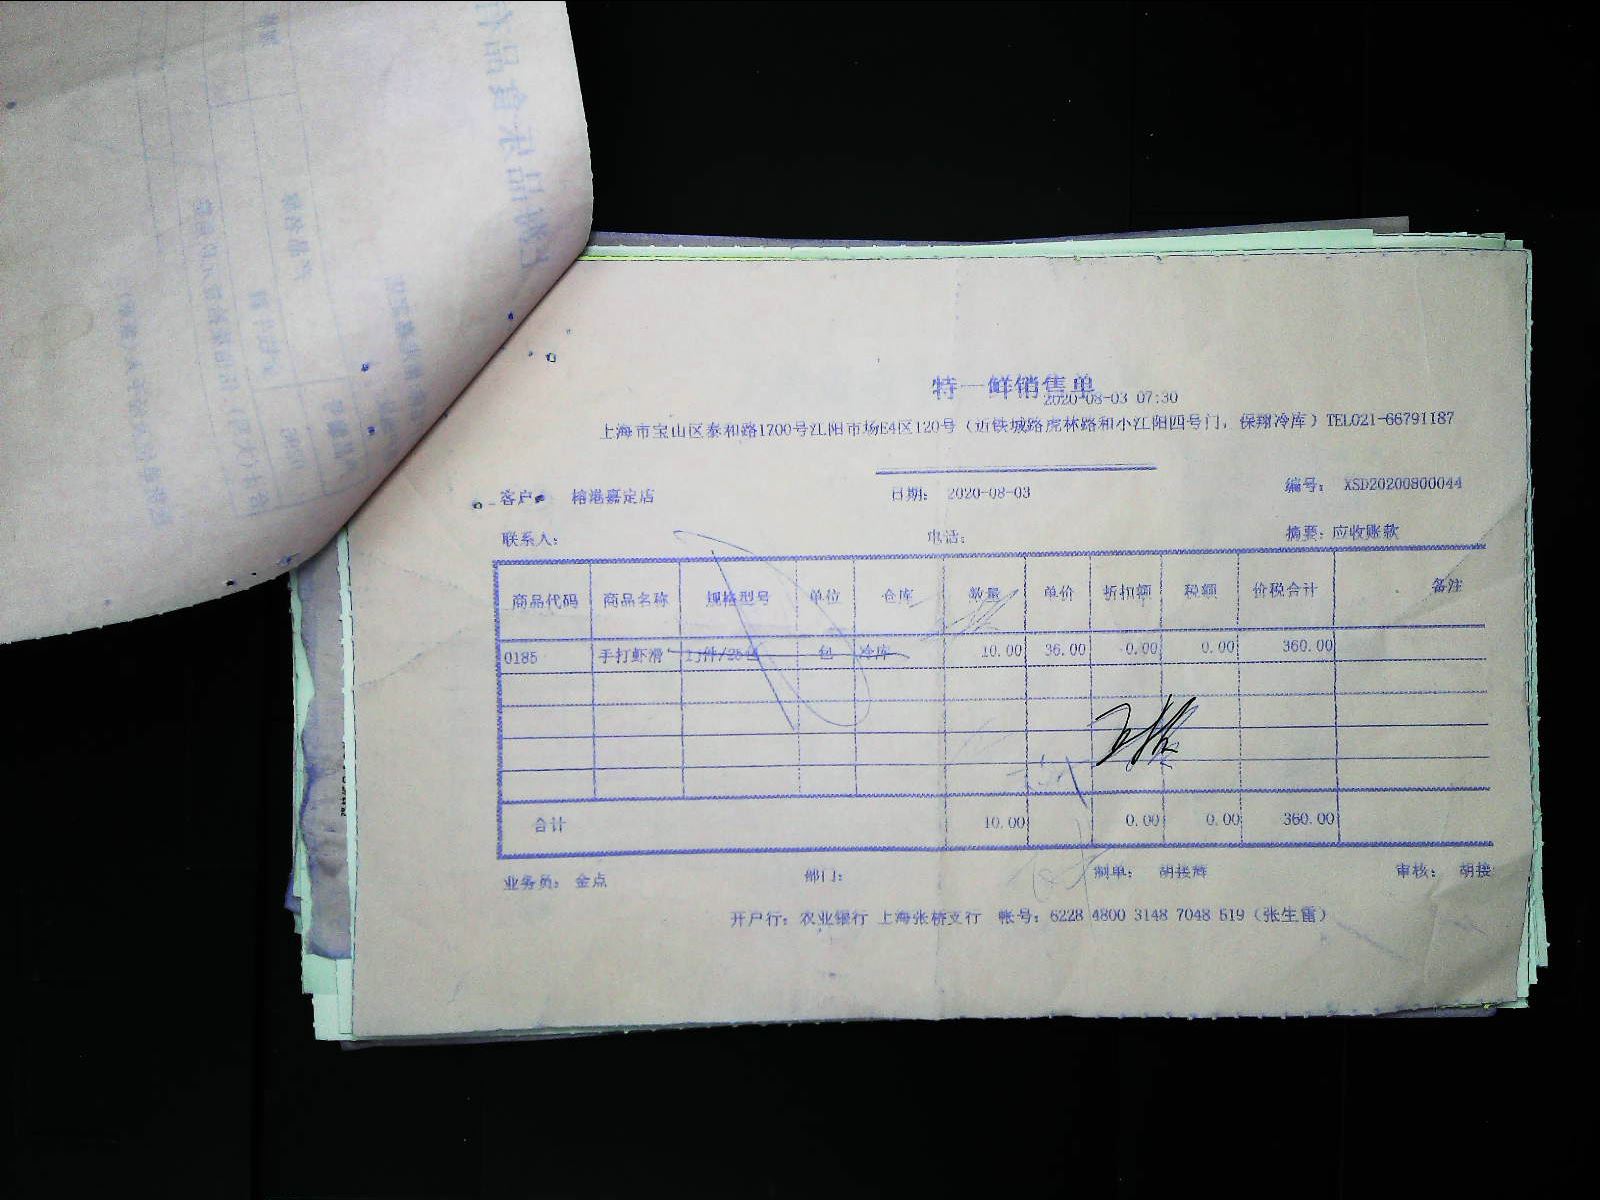 特一鲜销售单
2020-08-03 07:30
上海市宝山区泰和路1700号江阳市场E4区120号（近铁城路虎林路和小江阳四号门，保翔冷库）TEL021-66791187
客户： 榕港嘉定店 日期： 2020-08-03 编号： XSD20200800044
联系人： 电话： 摘要：应收账款
商品代码 商品名称 规格型号 单位 仓库 数量 单价 折扣额 税额 价税合计 备注
0185 手打虾滑 包 冷库 10.00 36.00 0.00 0.00 360.00
合计 10.00 0.00 0.00 360.00
业务员： 金点 部门： 制单： 胡接辉 审核： 胡接
开户行：农业银行 上海张桥支行 帐号：6228 4800 3148 7048 519（张生雷）